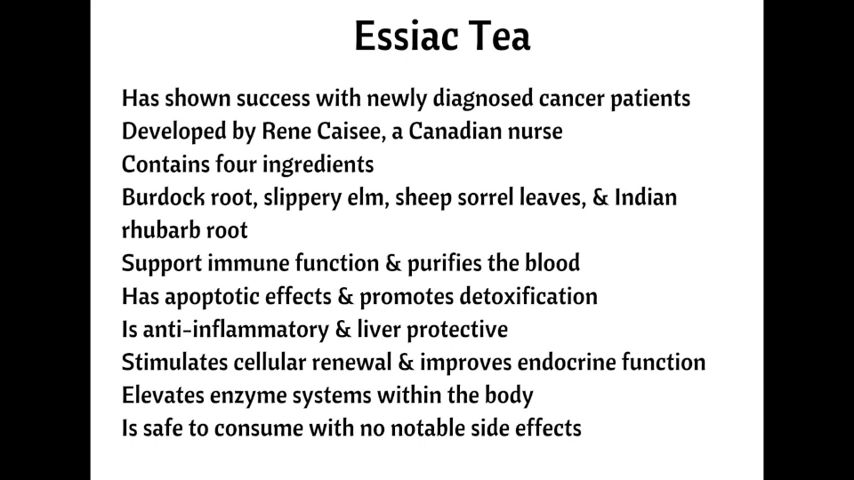 Essiac Tea
Has shown success with newly diagnosed cancer patients
Developed by Rene Caisee, a Canadian nurse
Contains four ingredients
Burdock root, slippery elm, sheep sorrel leaves, & Indian
rhubarb root
Support immune function & purifies the blood
Has apoptotic effects & promotes detoxification
Is anti-inflammatory & liver protective
Stimulates cellular renewal & improves endocrine function
Elevates enzyme systems within the body
Is safe to consume with no notable side effects